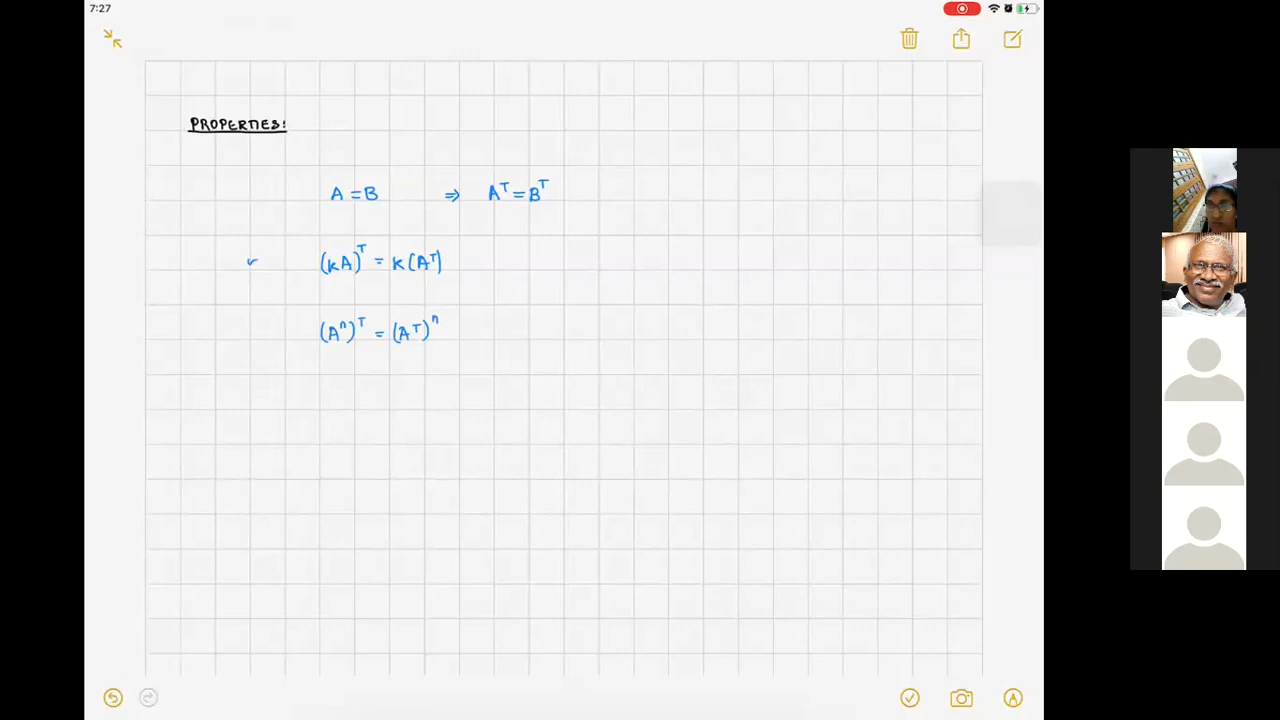 7:27
PROPERTIES:
A = B ⇒ Aᵀ = Bᵀ
(KA)ᵀ = K(Aᵀ)
(Aⁿ)ᵀ = (Aᵀ)ⁿ